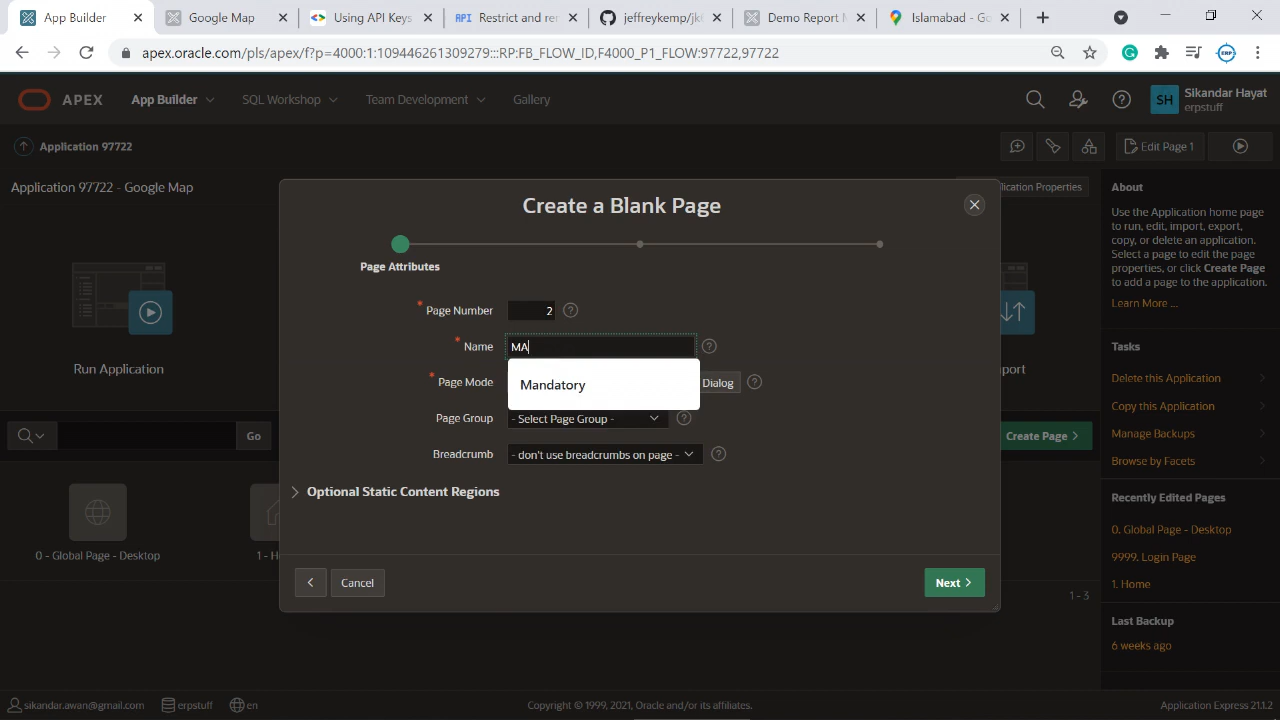 App Builder
Google Map
Using API Keys
API Restrict and re
jeffreykemp/jk
Demo Report M
Islamabad - Go
apex.oracle.com/pls/apex/f?p=4000:1:109446261309279:::RP:FB_FLOW_ID,F4000_P1_FLOW:97722,97722
ERP
APEX
App Builder
SQL Workshop
Team Development
Gallery
SH
Sikandar Hayat
erpstuff
Application 97722
Edit Page 1
Application 97722 - Google Map
lication Properties
Run Application
port
Go
Create Page
0 - Global Page - Desktop
1 - H
1 - 3
Create a Blank Page
Page Attributes
* Page Number
2
* Name
MA
Mandatory
* Page Mode
Dialog
Page Group
- Select Page Group -
Breadcrumb
- don't use breadcrumbs on page -
Optional Static Content Regions
Cancel
Next
About
Use the Application home page
to run, edit, import, export,
copy, or delete an application.
Select a page to edit the page
properties, or click Create Page
to add a page to the application.
Learn More ...
Tasks
Delete this Application
Copy this Application
Manage Backups
Browse by Facets
Recently Edited Pages
0. Global Page - Desktop
9999. Login Page
1. Home
Last Backup
6 weeks ago
sikandar.awan@gmail.com
erpstuff
en
Copyright © 1999, 2021, Oracle and/or its affiliates.
Application Express 21.1.2